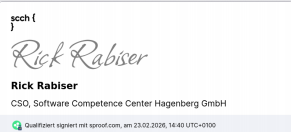 scch {
}
Rick Rabiser
Rick Rabiser
CSO, Software Competence Center Hagenberg GmbH
Qualifiziert signiert mit sproof.com, am 23.02.2026, 14:40 UTC+0100